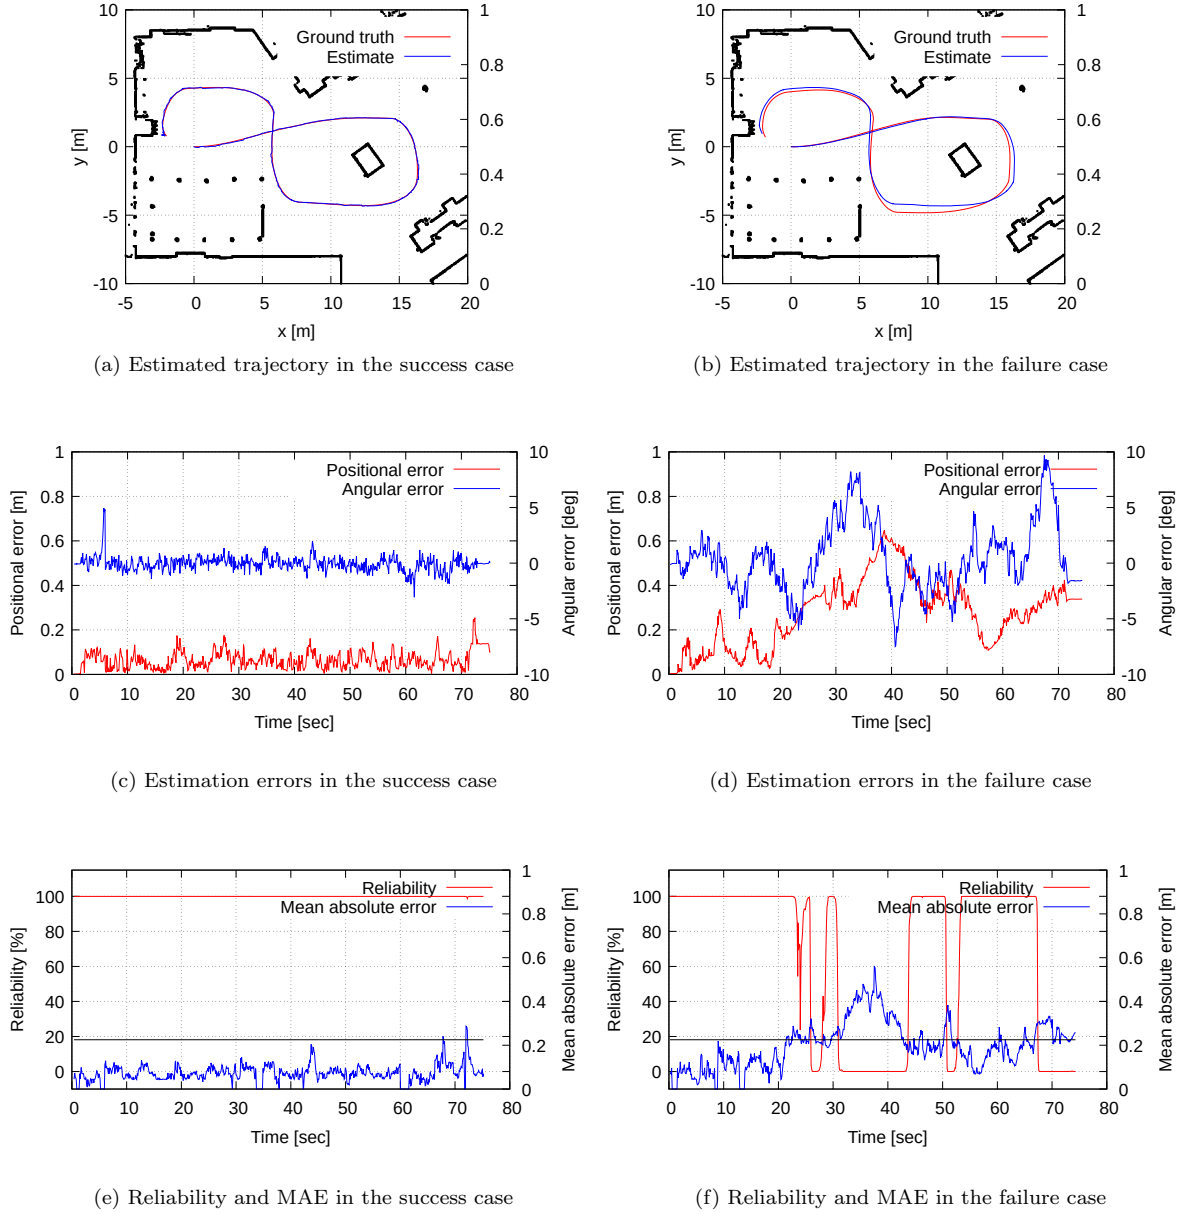 10
5
0
-5
-10
y [m]
-5 0 5 10 15 20
x [m]
1
0.8
0.6
0.4
0.2
0
Ground truth
Estimate
(a) Estimated trajectory in the success case
10
5
0
-5
-10
y [m]
-5 0 5 10 15 20
x [m]
1
0.8
0.6
0.4
0.2
0
Ground truth
Estimate
(b) Estimated trajectory in the failure case
1
0.8
0.6
0.4
0.2
0
Positional error [m]
0 10 20 30 40 50 60 70 80
Time [sec]
10
5
0
-5
-10
Angular error [deg]
Positional error
Angular error
(c) Estimation errors in the success case
1
0.8
0.6
0.4
0.2
0
Positional error [m]
0 10 20 30 40 50 60 70 80
Time [sec]
10
5
0
-5
-10
Angular error [deg]
Positional error
Angular error
(d) Estimation errors in the failure case
100
80
60
40
20
0
Reliability [%]
0 10 20 30 40 50 60 70 80
Time [sec]
1
0.8
0.6
0.4
0.2
0
Mean absolute error [m]
Reliability
Mean absolute error
(e) Reliability and MAE in the success case
100
80
60
40
20
0
Reliability [%]
0 10 20 30 40 50 60 70 80
Time [sec]
1
0.8
0.6
0.4
0.2
0
Mean absolute error [m]
Reliability
Mean absolute error
(f) Reliability and MAE in the failure case